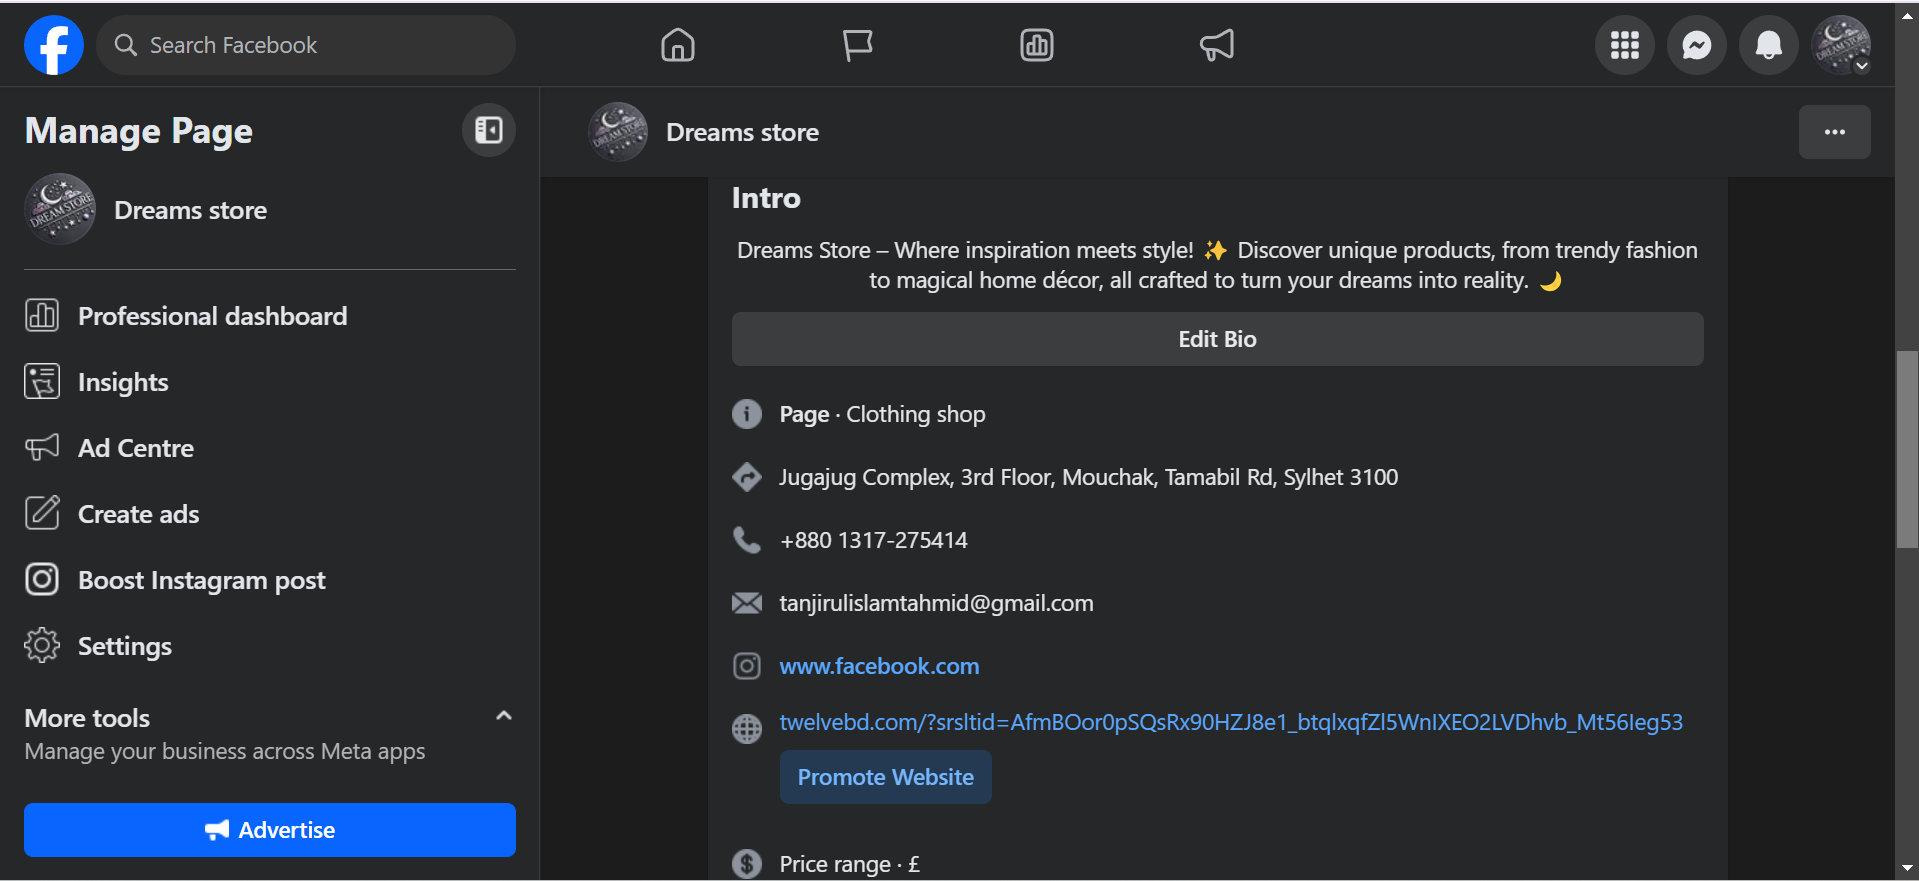 Search Facebook
Manage Page
Dreams store
DREAM STORE
Dreams store
Professional dashboard
Insights
Ad Centre
Create ads
Boost Instagram post
Settings
More tools
Manage your business across Meta apps
Advertise
Intro
Dreams Store – Where inspiration meets style! ✨ Discover unique products, from trendy fashion
to magical home décor, all crafted to turn your dreams into reality. 🌙
Edit Bio
Page · Clothing shop
Jugajug Complex, 3rd Floor, Mouchak, Tamabil Rd, Sylhet 3100
+880 1317-275414
tanjirulislamtahmid@gmail.com
www.facebook.com
twelvebd.com/?srsltid=AfmBOor0pSQsRx90HZJ8e1_btqlxqfZl5WnIXEO2LVDhvb_Mt56Ieg53
Promote Website
Price range · £